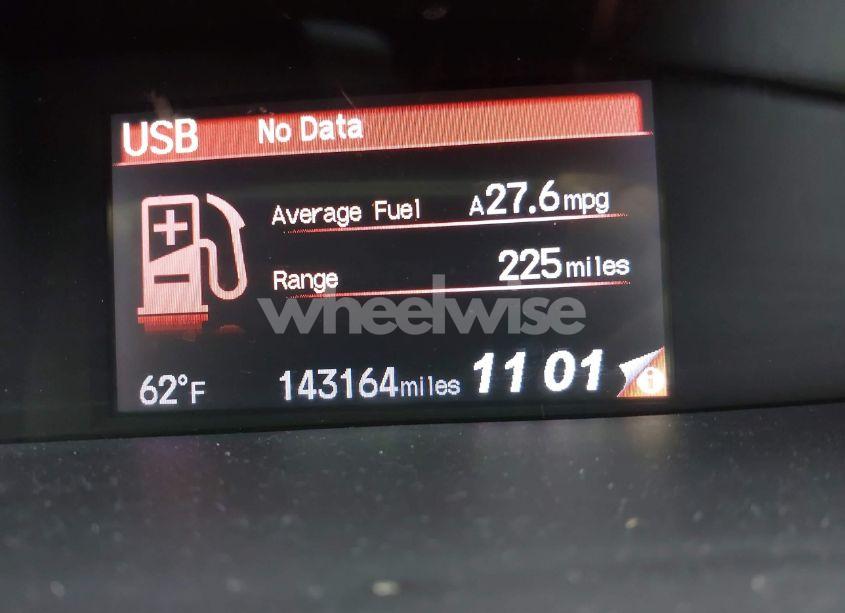 USB No Data
Average Fuel A27.6mpg
Range 225miles
wheelwise
62°F 143164miles 11 01 i